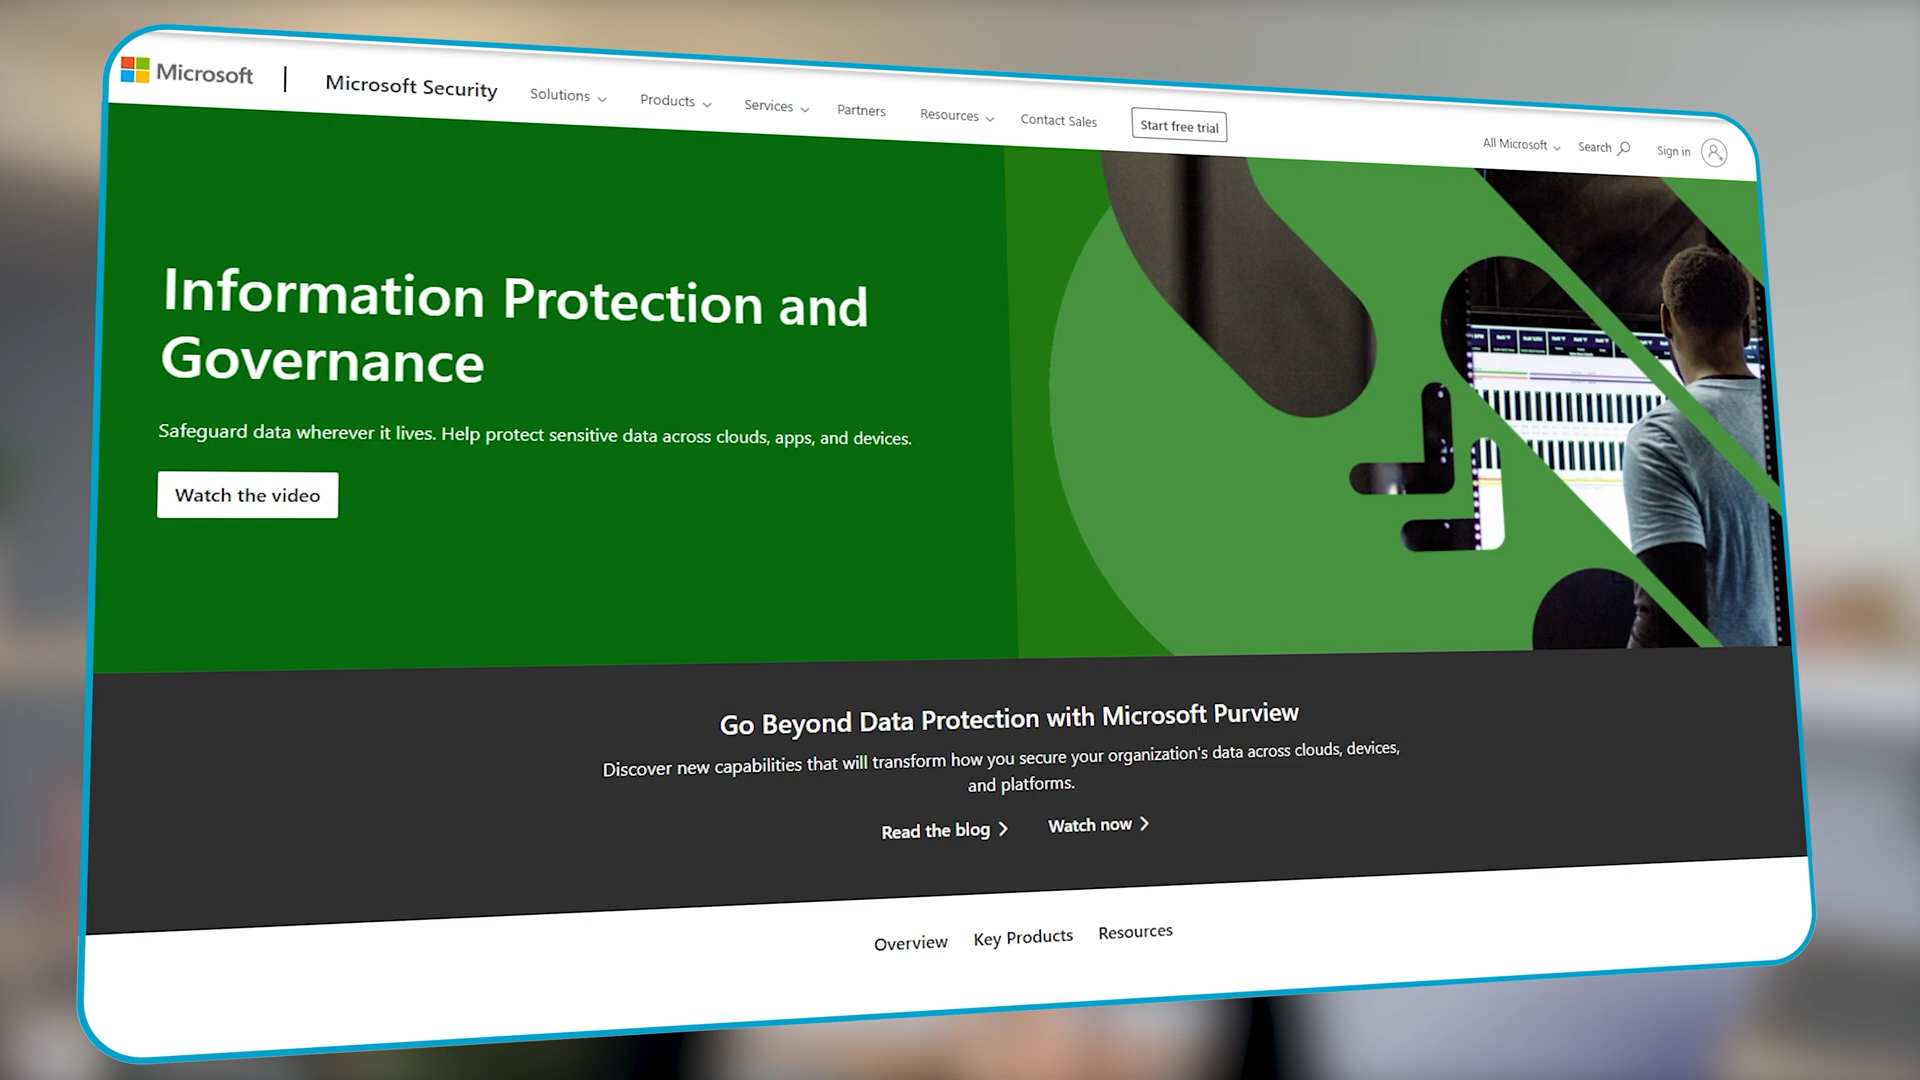 Microsoft
Microsoft Security
Solutions
Products
Services
Partners
Resources
Contact Sales
Start free trial
All Microsoft
Search
Sign in
Information Protection and
Governance
Safeguard data wherever it lives. Help protect sensitive data across clouds, apps, and devices.
Watch the video
Go Beyond Data Protection with Microsoft Purview
Discover new capabilities that will transform how you secure your organization's data across clouds, devices,
and platforms.
Read the blog
Watch now
Overview
Key Products
Resources